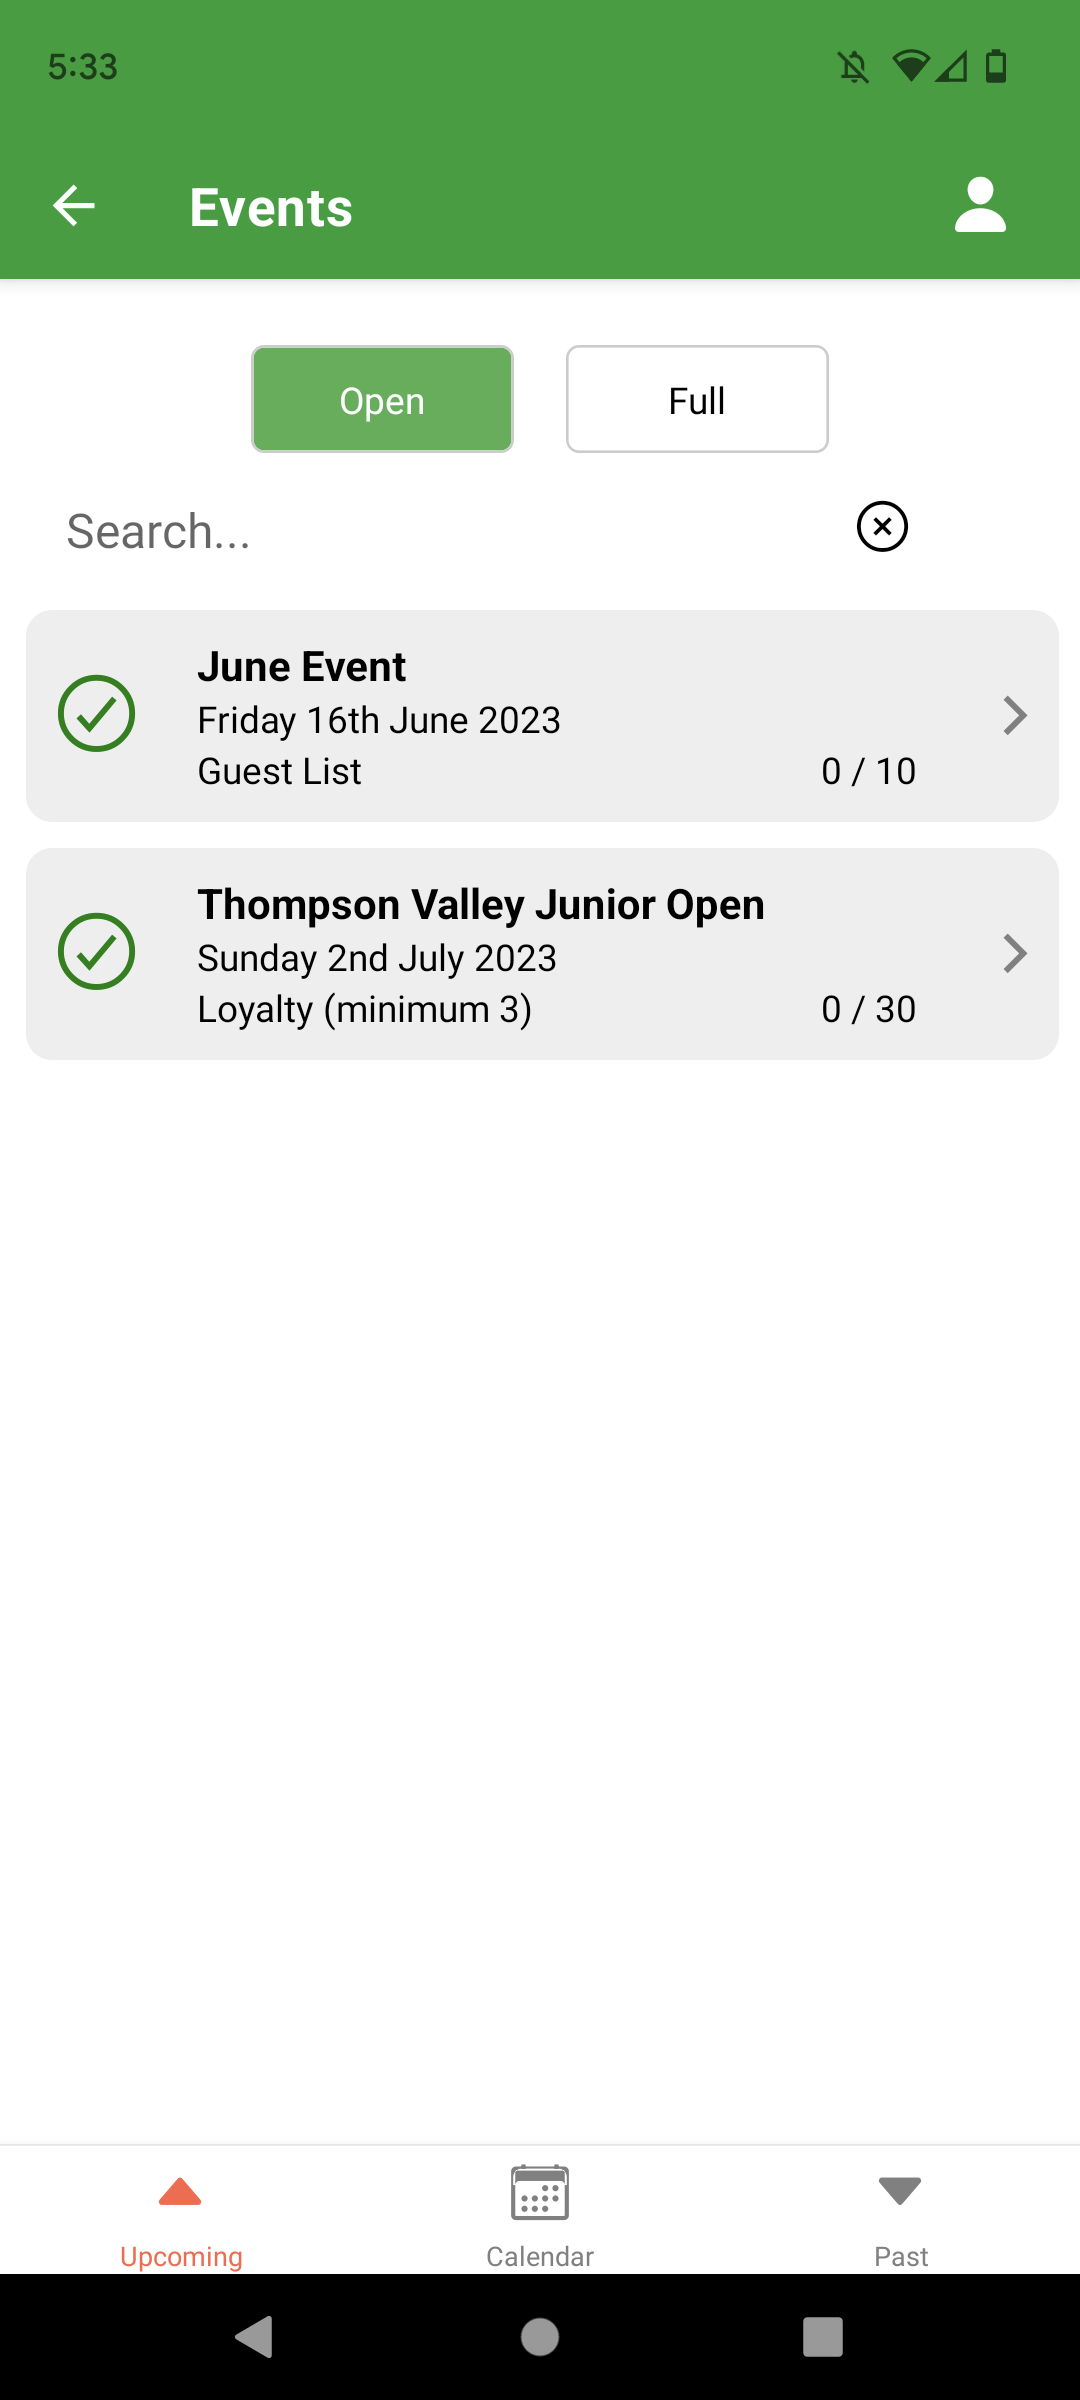 5:33
Events
Open
Full
Search...
June Event
Friday 16th June 2023
Guest List 0 / 10
Thompson Valley Junior Open
Sunday 2nd July 2023
Loyalty (minimum 3) 0 / 30
Upcoming
Calendar
Past